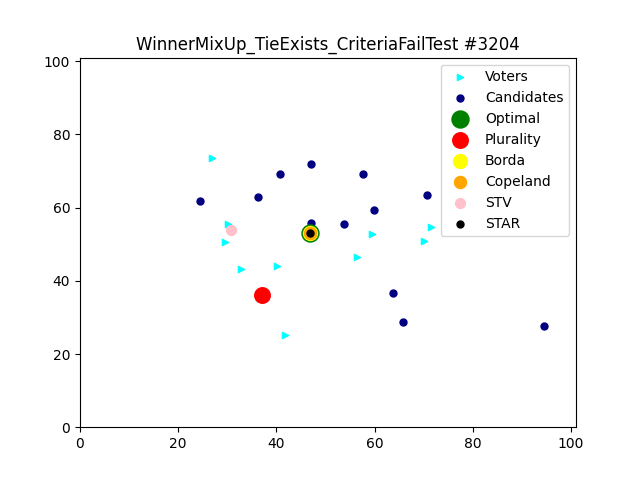 WinnerMixUp_TieExists_CriteriaFailTest #3204
100
80
60
40
20
0
0 20 40 60 80 100
Voters
Candidates
Optimal
Plurality
Borda
Copeland
STV
STAR